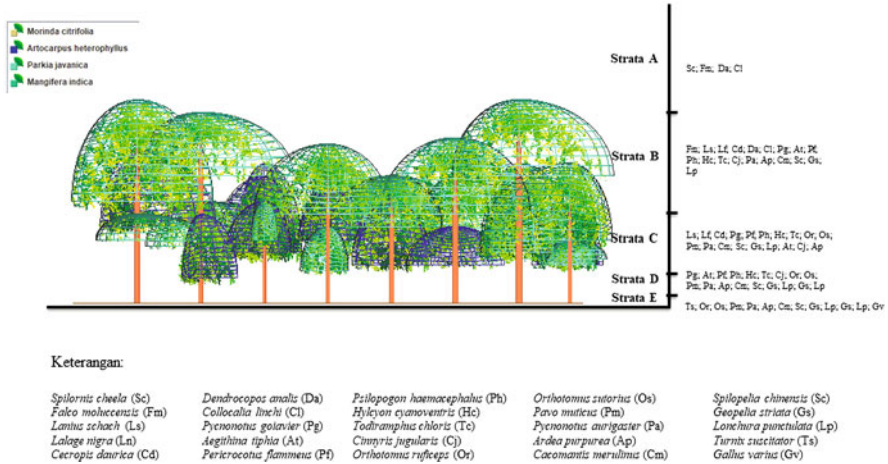 Morinda citrifolia
Artocarpus heterophyllus
Parkia javanica
Mangifera indica
Strata A
Sc; Fm; Da; Cl
Strata B
Fm; Ls; Lf; Cd; Da; Cl; Pg; At; Pf;
Ph; Hc; Tc; Cj; Pa; Ap; Cm; Sc; Gs;
Lp
Strata C
Ls; Lf; Cd; Pg; Pf; Ph; Hc; Tc; Or; Os;
Pm; Pa; Cm; Sc; Gs; Lp; At; Cj; Ap
Strata D
Pg; At; Pf; Ph; Hc; Tc; Cj; Or; Os;
Pm; Pa; Ap; Cm; Sc; Gs; Lp; Gs; Lp
Strata E
Ts; Or; Os; Pm; Pa; Ap; Cm; Sc; Gs; Lp; Gs; Lp; Gv
Keterangan:
Spilornis cheela (Sc) Dendrocopos analis (Da) Psilopogon haemacephalus (Ph) Orthotomus sutorius (Os) Spilopelia chinensis (Sc)
Falco moluccensis (Fm) Collocalia linchi (Cl) Hylcyon cyanoventris (Hc) Pavo muticus (Pm) Geopelia striata (Gs)
Lanius schach (Ls) Pycnonotus goiavier (Pg) Todiramphus chloris (Tc) Pycnonotus aurigaster (Pa) Lonchura punctulata (Lp)
Lalage nigra (Ln) Aegithina tiphia (At) Cinnyris jugularis (Cj) Ardea purpurea (Ap) Turnix suscitator (Ts)
Cecropis daurica (Cd) Pericrocotus flammeus (Pf) Orthotomus ruficeps (Or) Cacomantis merulinus (Cm) Gallus varius (Gv)